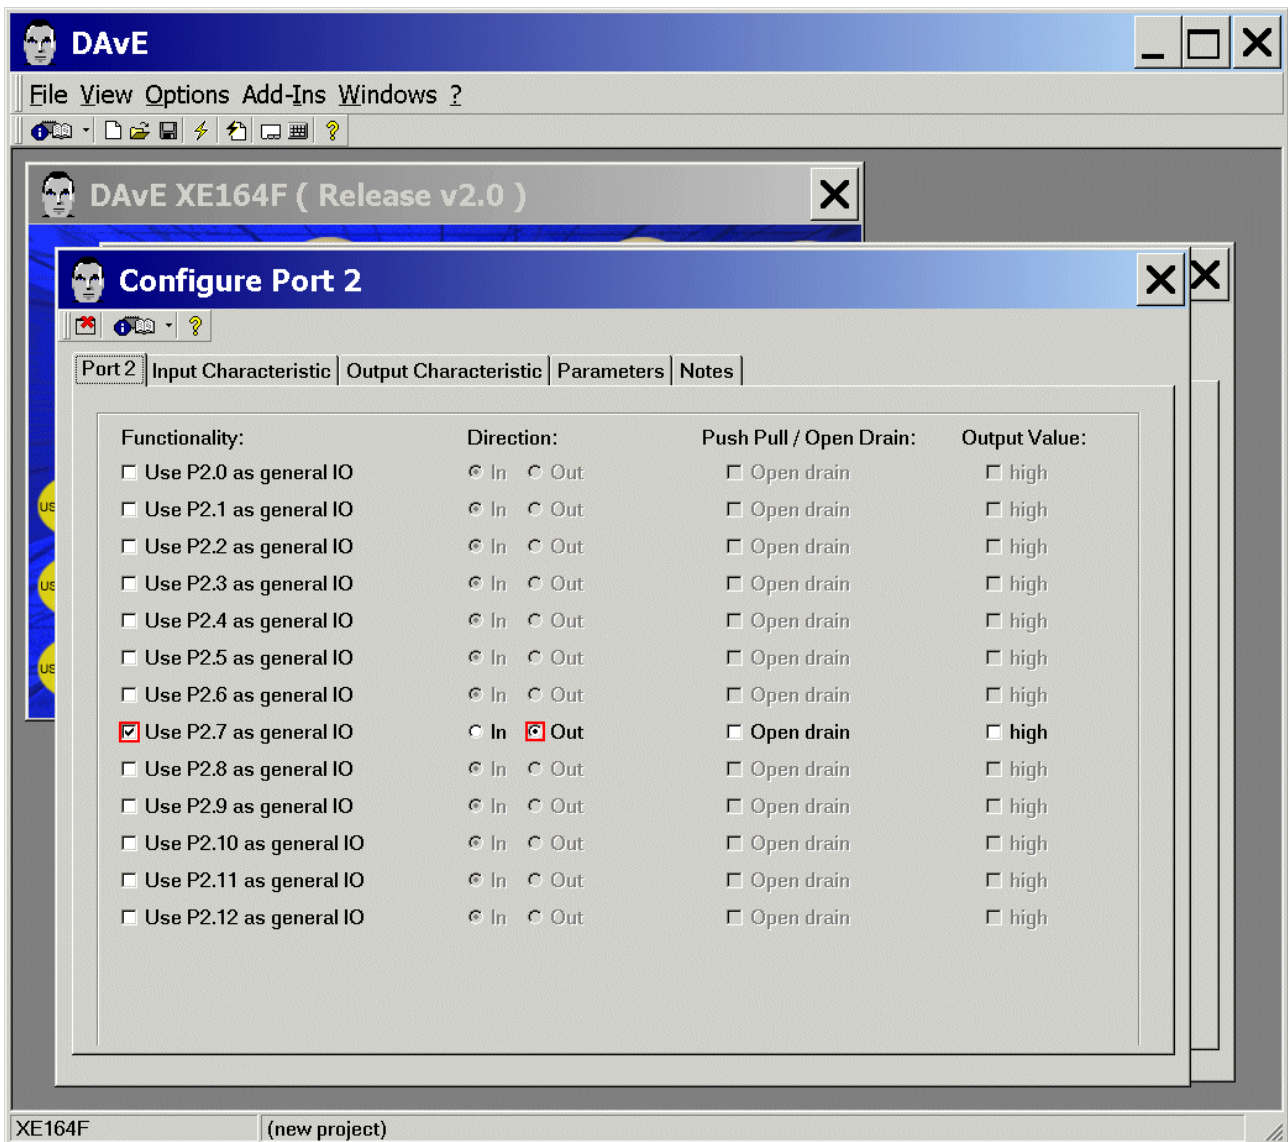 DAvE
File View Options Add-Ins Windows ?
DAvE XE164F ( Release v2.0 )
Configure Port 2
Port 2 Input Characteristic Output Characteristic Parameters Notes
Functionality: Direction: Push Pull / Open Drain: Output Value:
Use P2.0 as general IO In Out Open drain high
Use P2.1 as general IO In Out Open drain high
US
Use P2.2 as general IO In Out Open drain high
Use P2.3 as general IO In Out Open drain high
US
Use P2.4 as general IO In Out Open drain high
Use P2.5 as general IO In Out Open drain high
US
Use P2.6 as general IO In Out Open drain high
Use P2.7 as general IO In Out Open drain high
Use P2.8 as general IO In Out Open drain high
Use P2.9 as general IO In Out Open drain high
Use P2.10 as general IO In Out Open drain high
Use P2.11 as general IO In Out Open drain high
Use P2.12 as general IO In Out Open drain high
XE164F (new project)